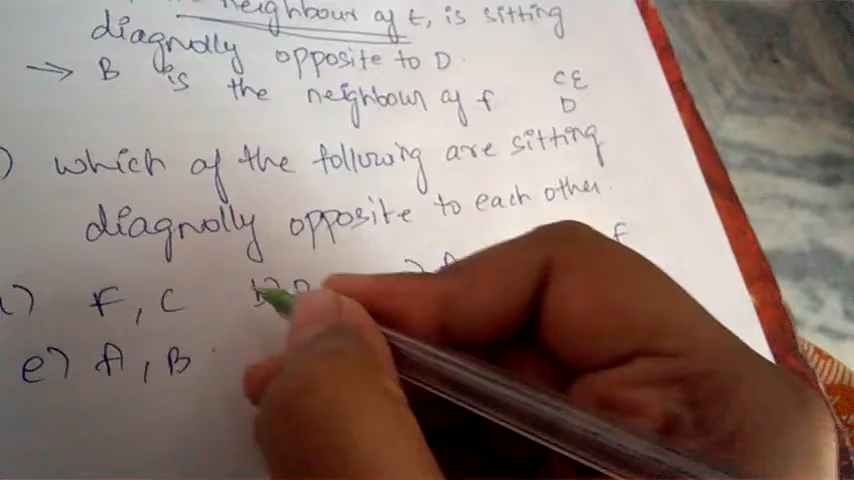 neighbour of E, is sitting
diagnolly opposite to D.
→ B is the neighbour of f
CE
D
) which of the following are sitting
diagnolly opposite to each other.
) F, C
f
e) A, B